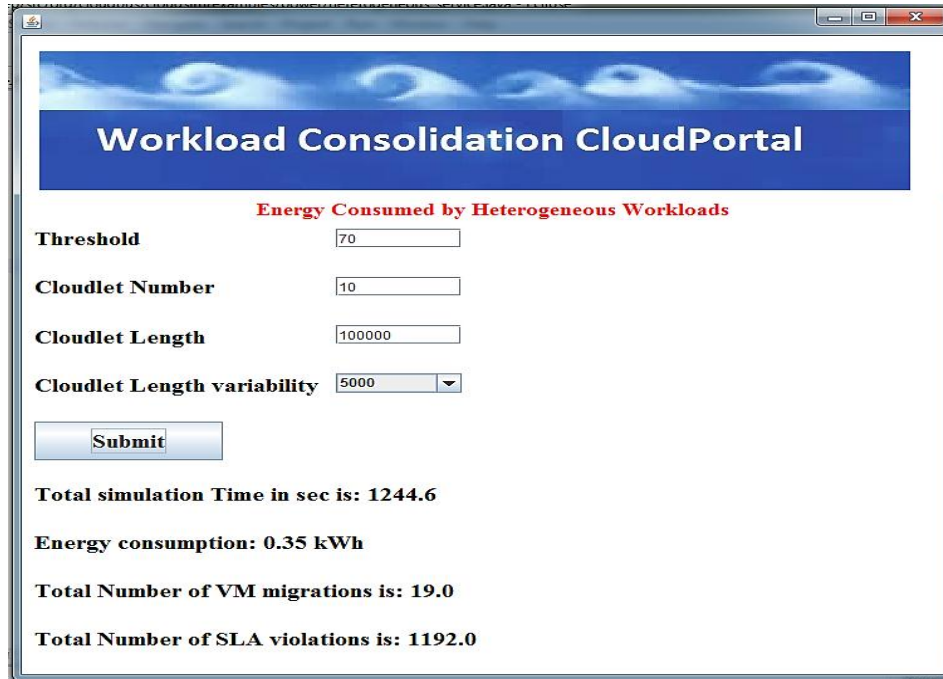 Workload Consolidation CloudPortal
Energy Consumed by Heterogeneous Workloads
Threshold 70
Cloudlet Number 10
Cloudlet Length 100000
Cloudlet Length variability 5000
Submit
Total simulation Time in sec is: 1244.6
Energy consumption: 0.35 kWh
Total Number of VM migrations is: 19.0
Total Number of SLA violations is: 1192.0